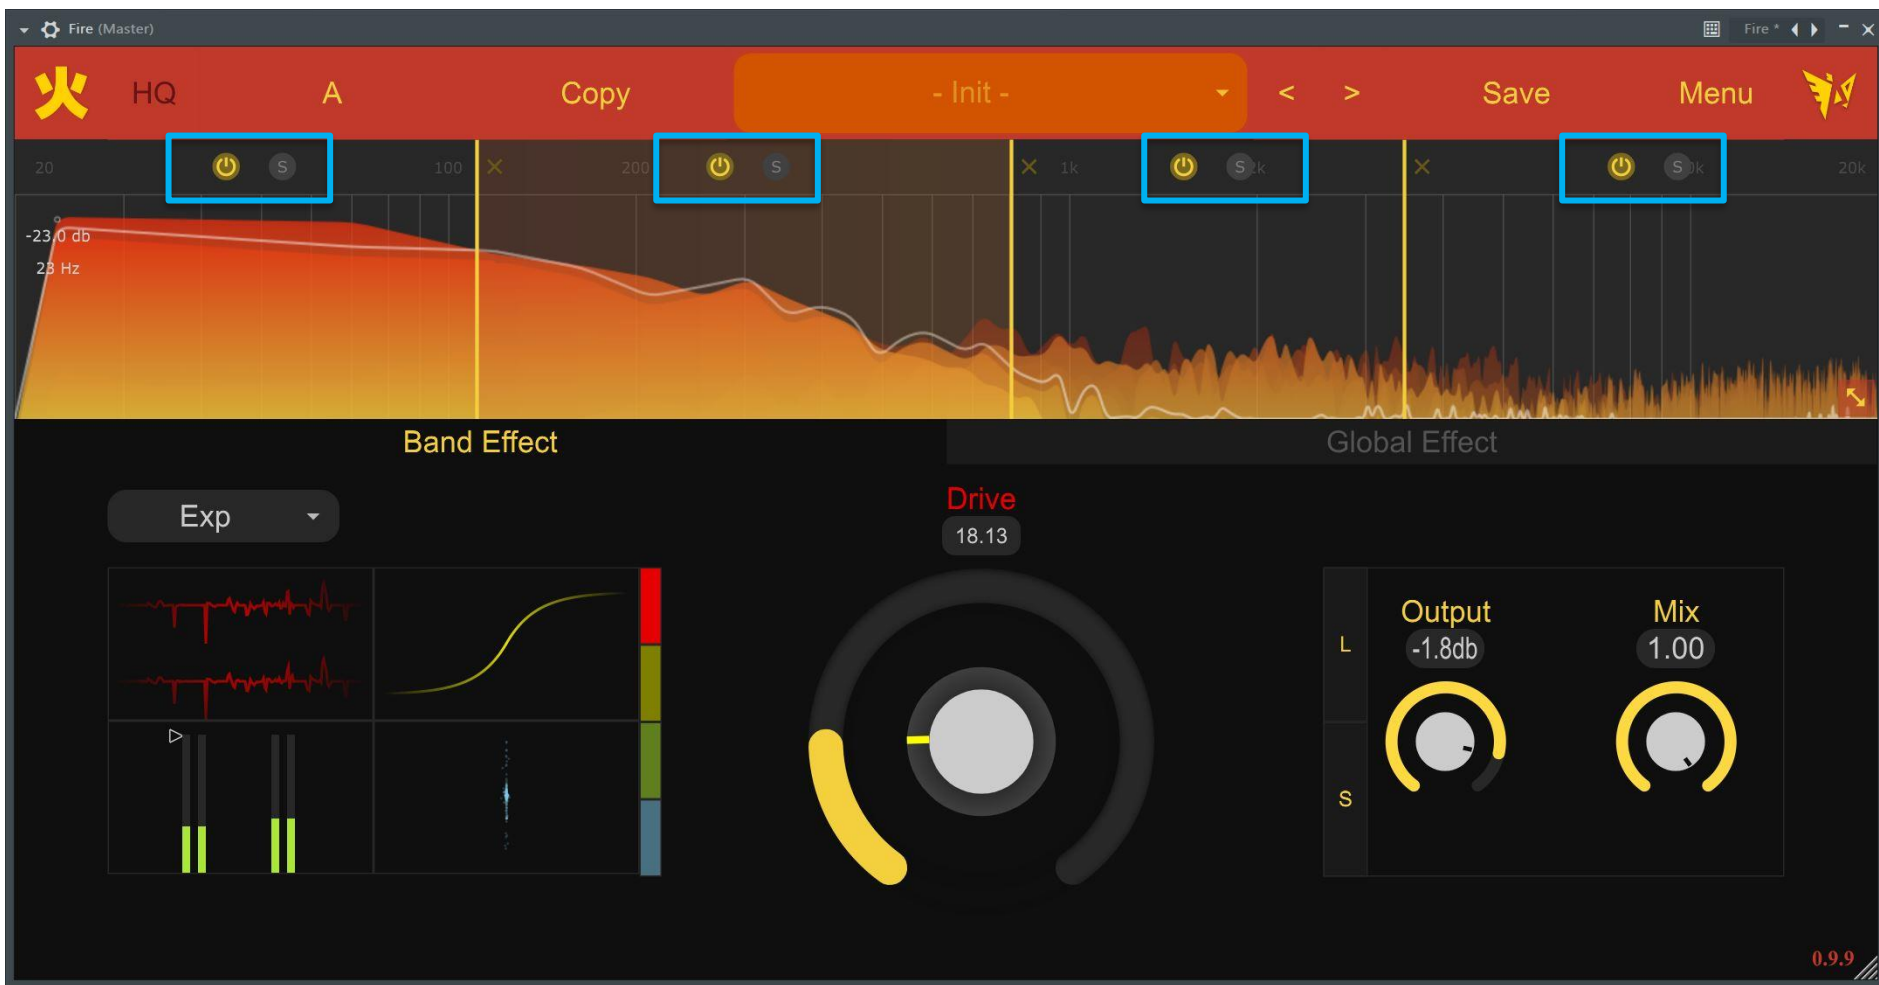 Fire (Master)
Fire *
火
HQ
A
Copy
- Init -
<
>
Save
Menu
20
S
100
200
S
1k
S
S
20k
-23.0 db
23 Hz
Band Effect
Global Effect
Exp
Drive
18.13
L
S
Output
-1.8db
Mix
1.00
0.9.9